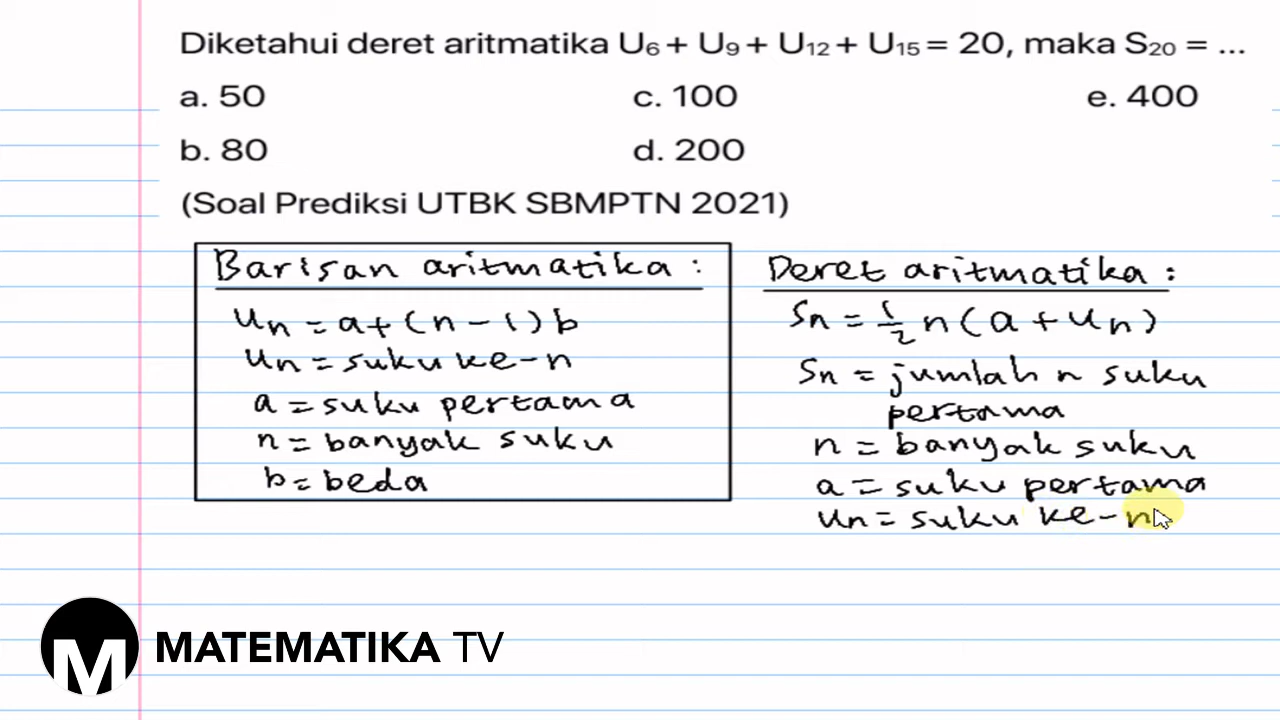 Diketahui deret aritmatika U₆ + U₉ + U₁₂ + U₁₅ = 20, maka S₂₀ = ...
a. 50 c. 100 e. 400
b. 80 d. 200
(Soal Prediksi UTBK SBMPTN 2021)
Barisan aritmatika :
Un = a + (n - 1) b
Un = suku ke-n
a = suku pertama
n = banyak suku
b = beda
Deret aritmatika :
Sn = 1/2 n (a + Un)
Sn = jumlah n suku
pertama
n = banyak suku
a = suku pertama
Un = suku ke-n
M MATEMATIKA TV